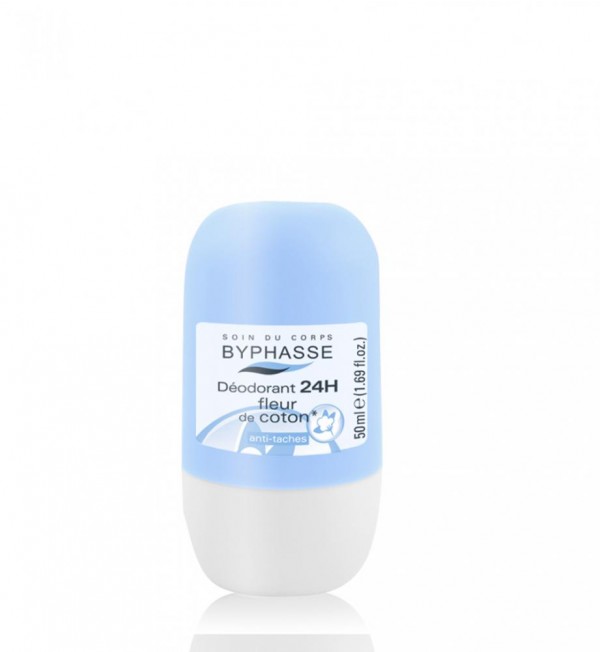 SOIN DU CORPS
BYPHASSE
Déodorant 24H
fleur
de coton*
anti-taches
50ml e (1.69 fl.oz.)